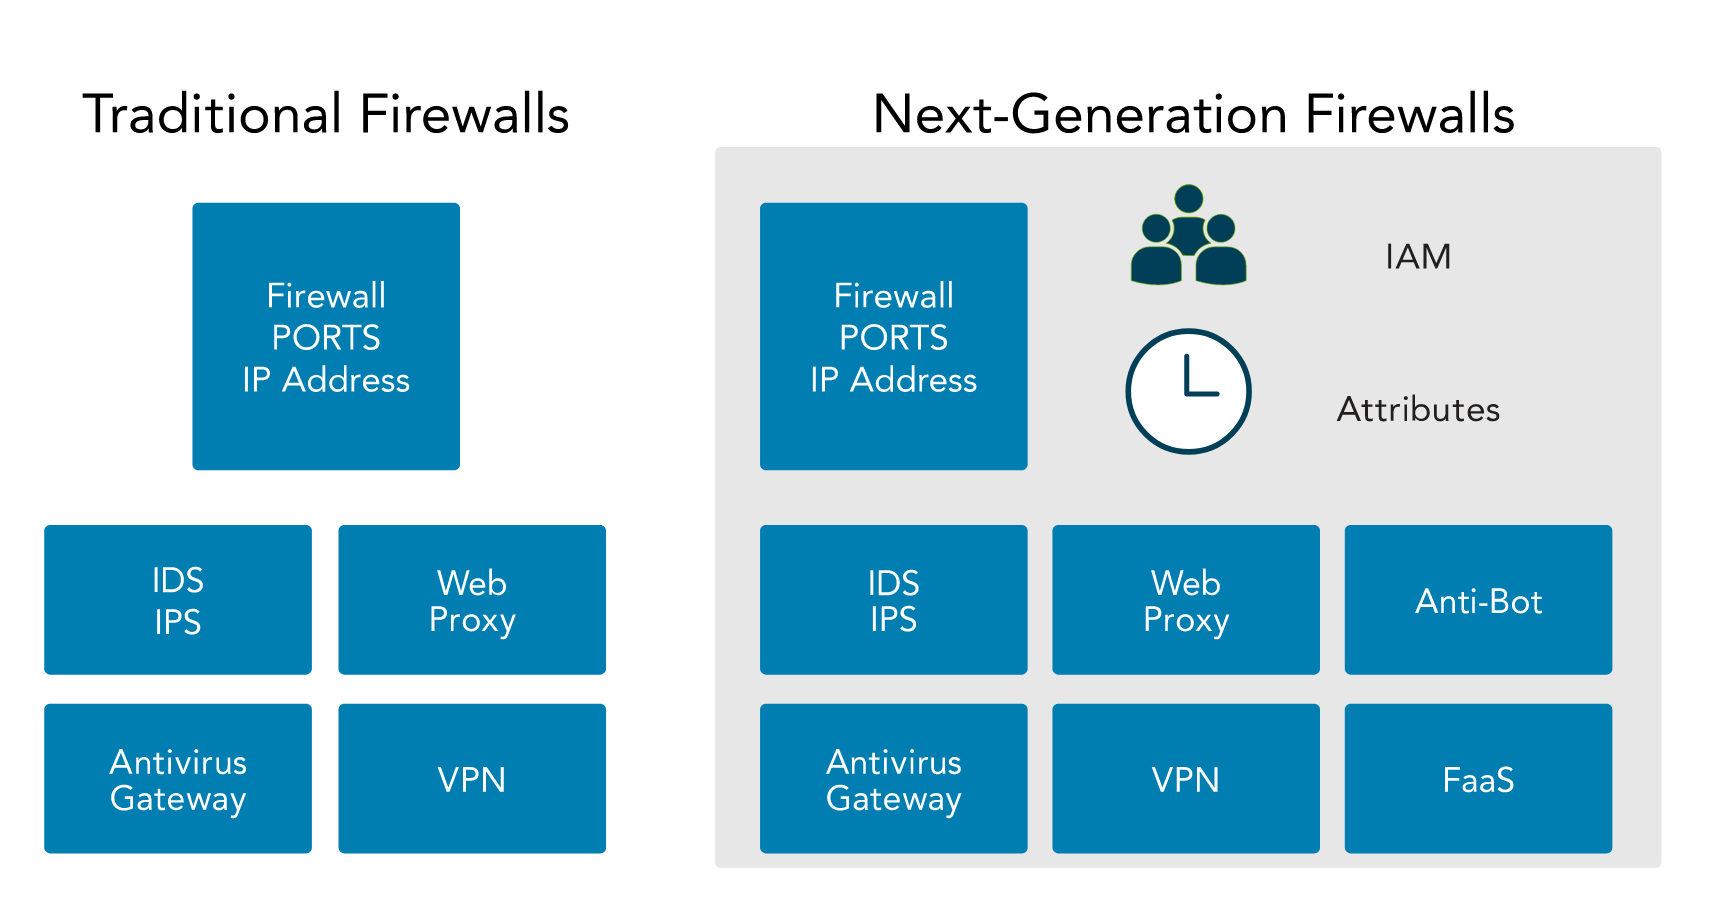 Traditional Firewalls
Firewall
PORTS
IP Address
IDS
IPS
Web
Proxy
Antivirus
Gateway
VPN
Next-Generation Firewalls
Firewall
PORTS
IP Address
IAM
Attributes
IDS
IPS
Web
Proxy
Anti-Bot
Antivirus
Gateway
VPN
FaaS